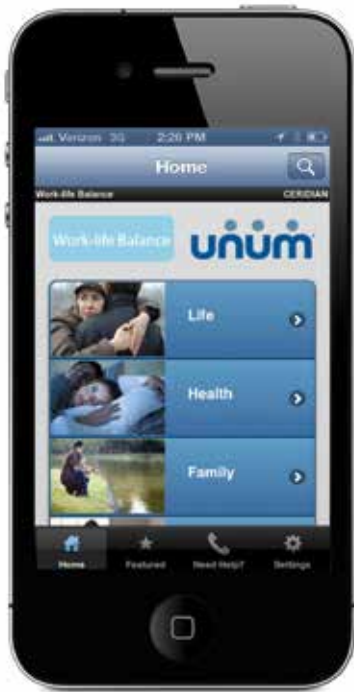 Verizon 3G 2:26 PM
Home
Work-life Balance CERIDIAN
Work-life Balance unum
Life
Health
Family
Home Featured Need Help? Settings